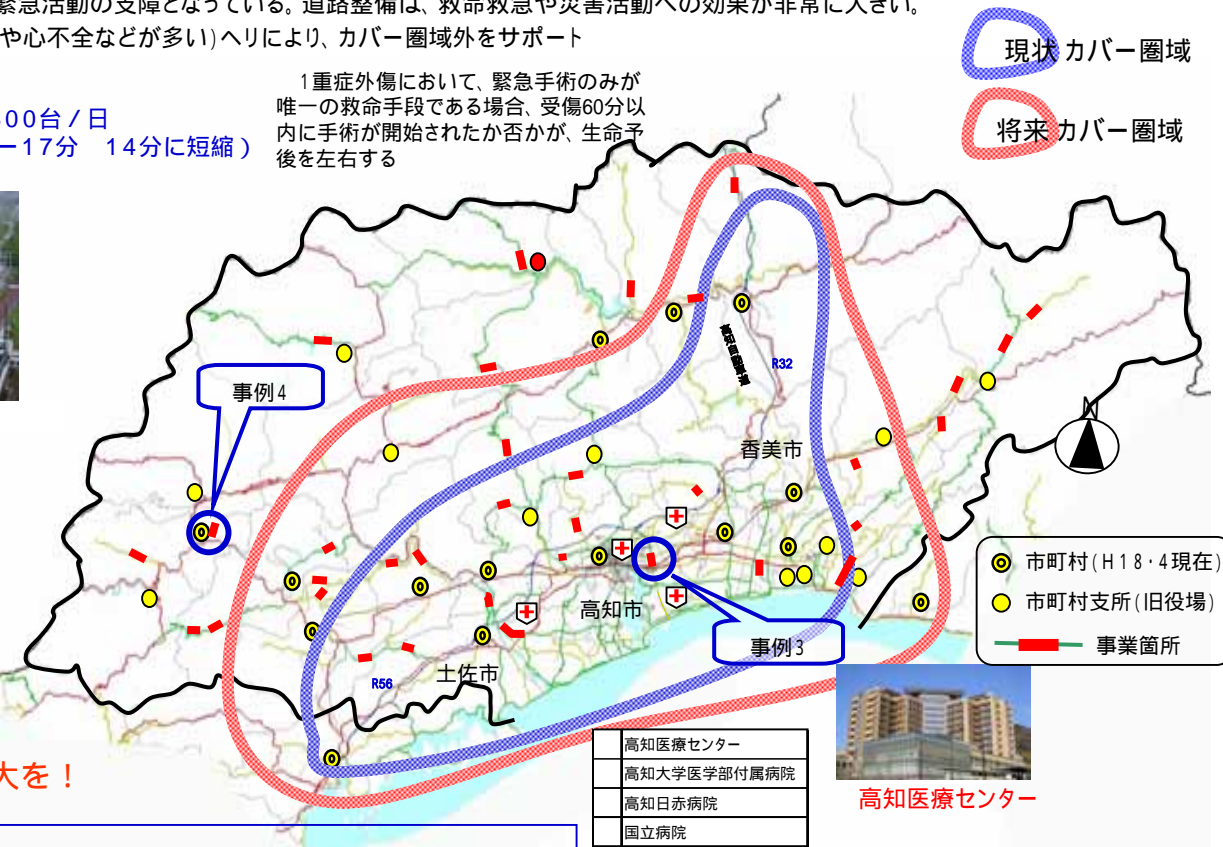 緊急活動の支障となっている。道路整備は、救命救急や災害活動への効果が非常に大きい。
や心不全などが多い)ヘリにより、カバー圏域外をサポート
現状 カバー圏域
将来 カバー圏域
1重症外傷において、緊急手術のみが
唯一の救命手段である場合、受傷60分以
内に手術が開始されたか否かが、生命予
後を左右する
00台/日
ー17分 14分に短縮)
事例4
高知自動車道
R32
香美市
N
市町村(H18・4現在)
市町村支所(旧役場)
事業箇所
高知市
事例3
土佐市
R56
高知医療センター
高知大学医学部付属病院
高知日赤病院
国立病院
高知医療センター
大を!